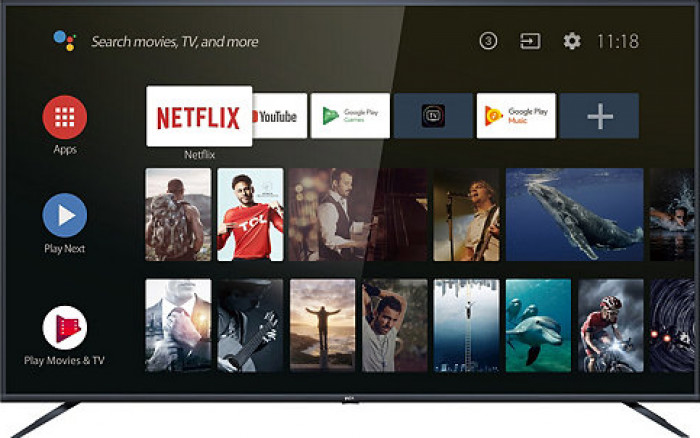 Search movies, TV, and more
3
11:18
NETFLIX
YouTube
Google Play
Games
TV
Google Play
Music
Apps
Netflix
TCL
Play Next
Play Movies & TV